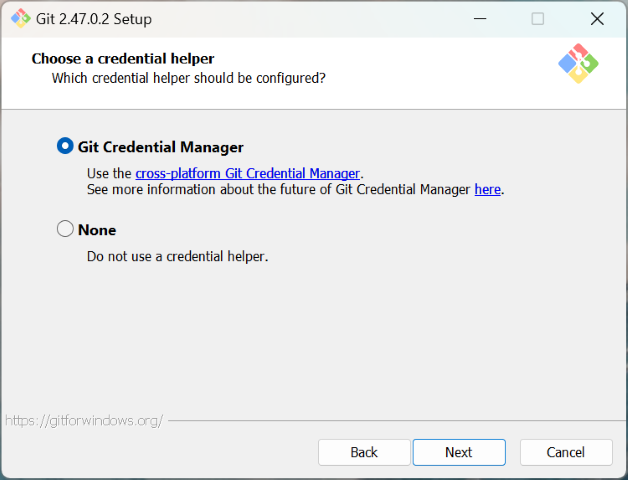 Git 2.47.0.2 Setup
Choose a credential helper
Which credential helper should be configured?
Git Credential Manager
Use the cross-platform Git Credential Manager.
See more information about the future of Git Credential Manager here.
None
Do not use a credential helper.
https://gitforwindows.org/
Back Next Cancel